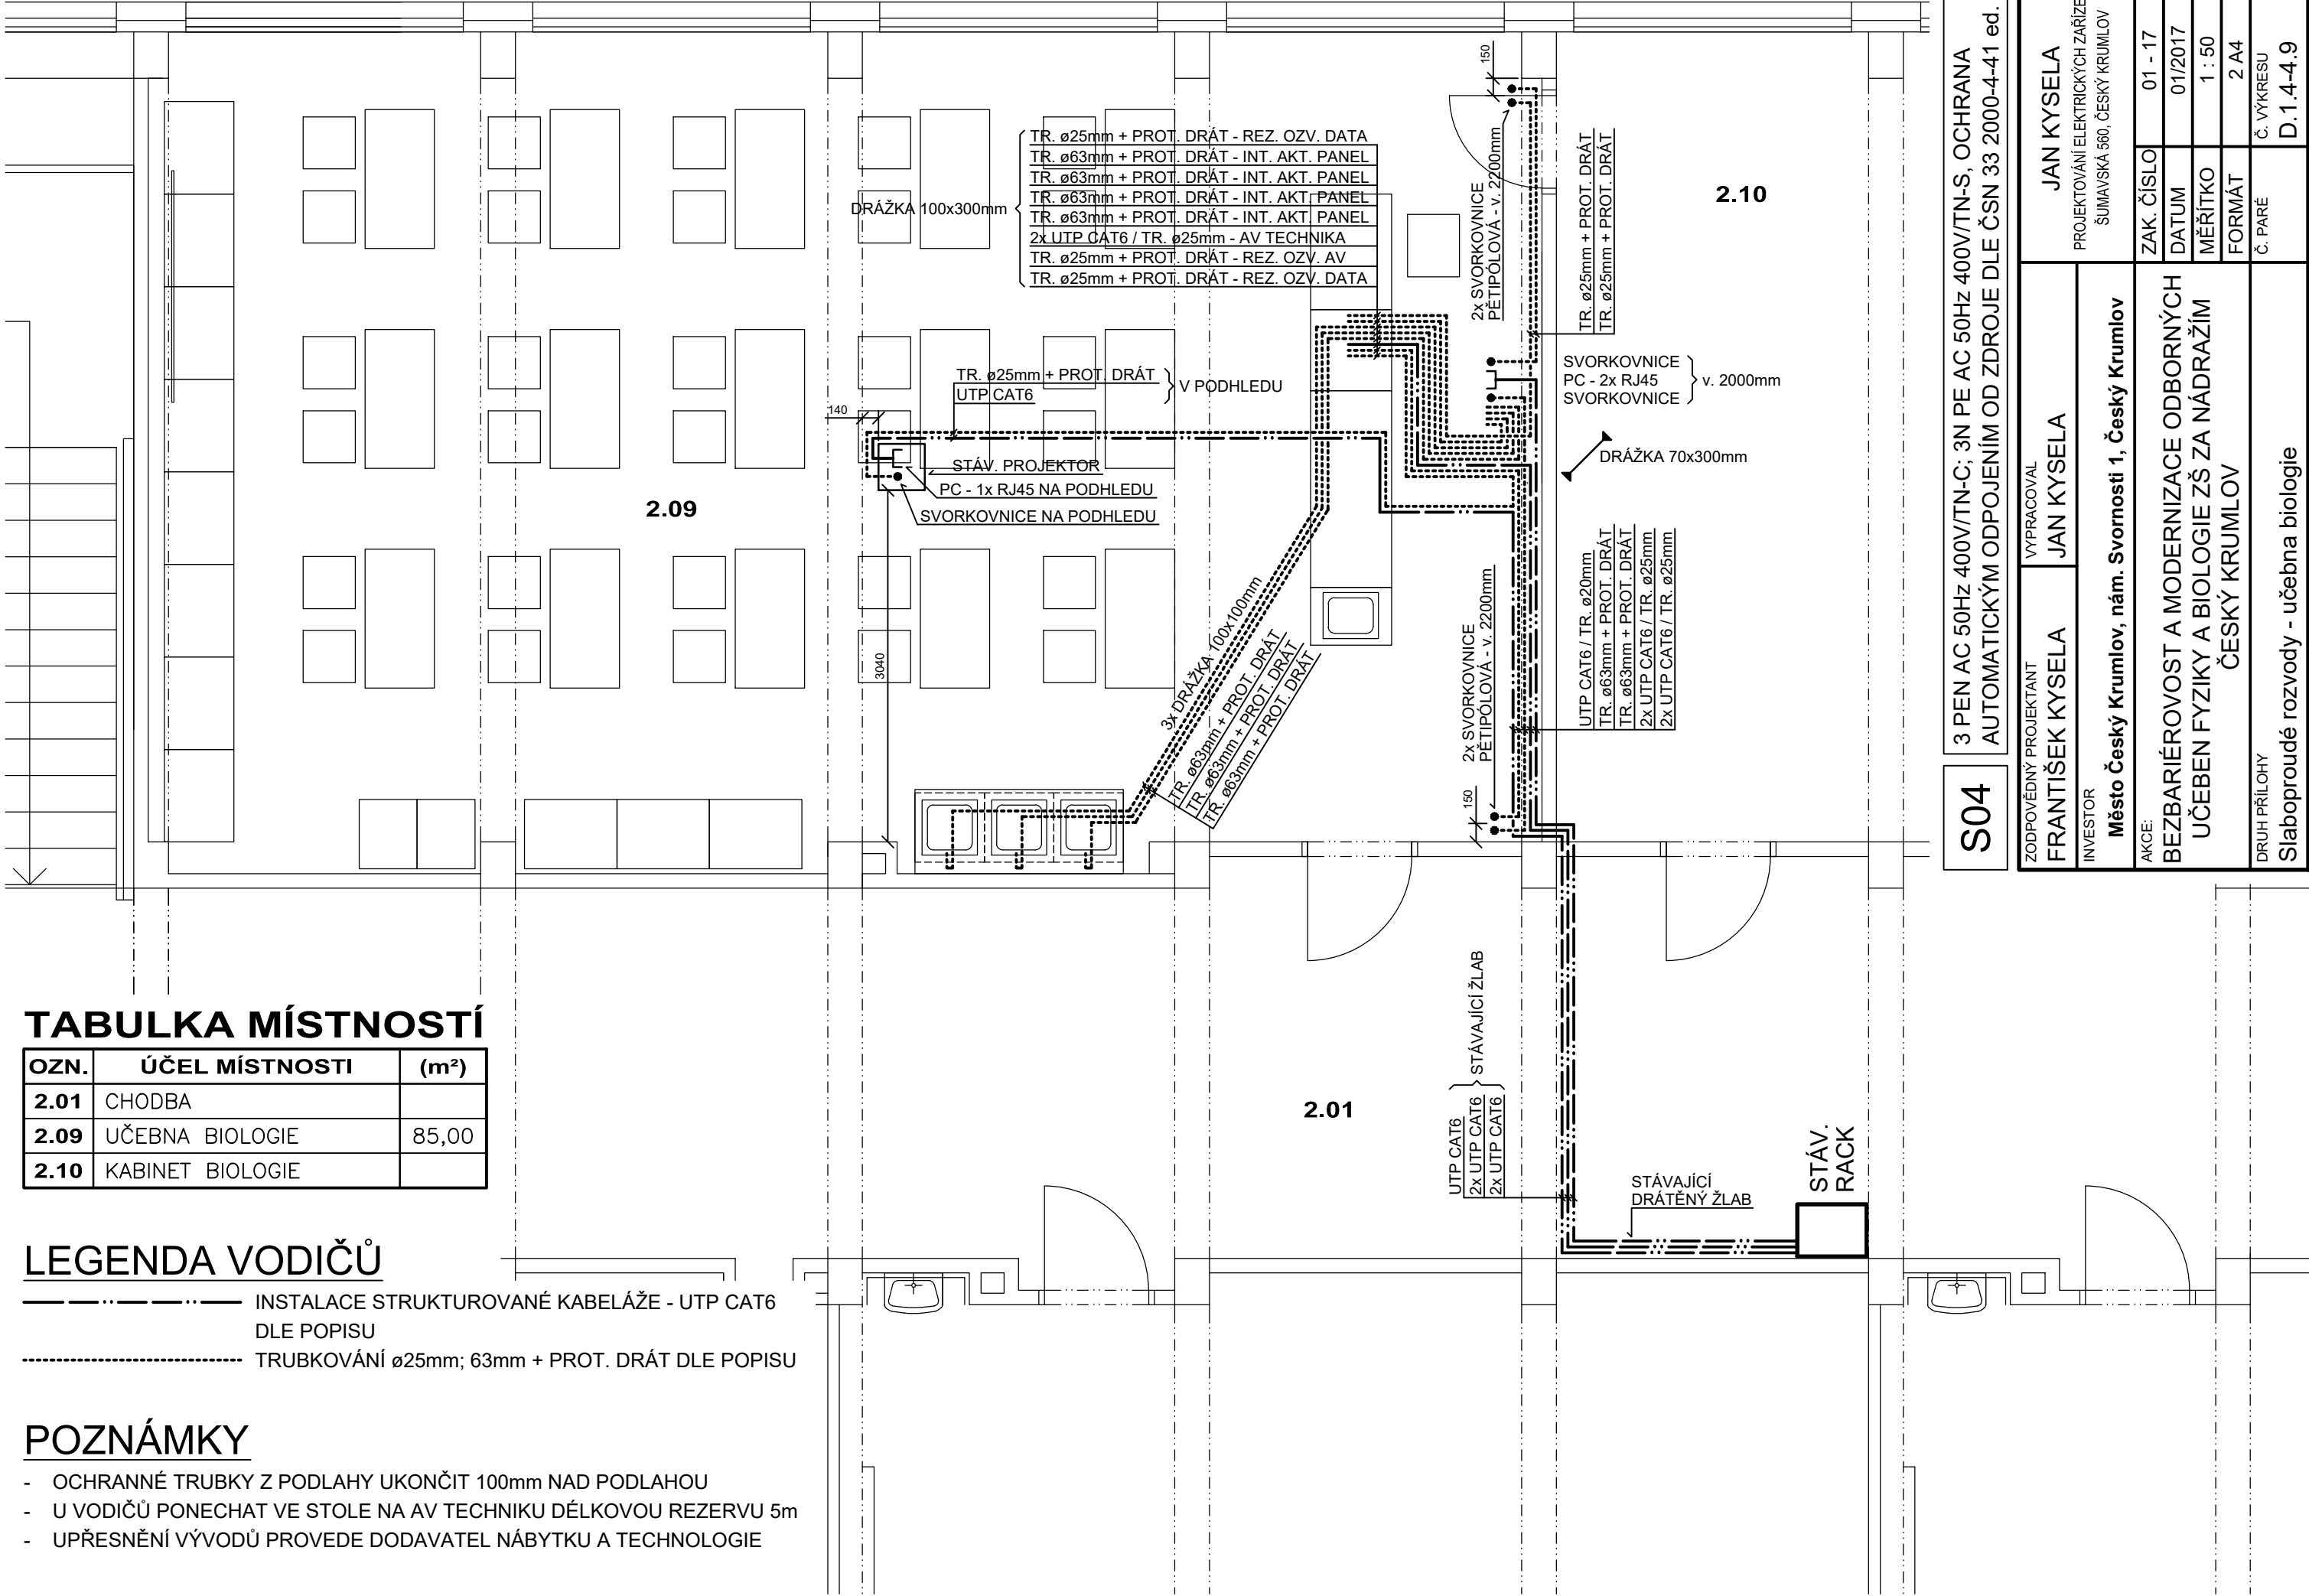 TR. ø25mm + PROT. DRÁT - REZ. OZV. DATA
TR. ø63mm + PROT. DRÁT - INT. AKT. PANEL
TR. ø63mm + PROT. DRÁT - INT. AKT. PANEL
TR. ø63mm + PROT. DRÁT - INT. AKT. PANEL
TR. ø63mm + PROT. DRÁT - INT. AKT. PANEL
2x UTP CAT6 / TR. ø25mm - AV TECHNIKA
TR. ø25mm + PROT. DRÁT - REZ. OZV. AV
TR. ø25mm + PROT. DRÁT - REZ. OZV. DATA
DRÁŽKA 100x300mm
150
2x SVORKOVNICE
PĚTIPÓLOVÁ - v. 2200mm
TR. ø25mm + PROT. DRÁT
TR. ø25mm + PROT. DRÁT
2.10
TR. ø25mm + PROT. DRÁT
UTP CAT6
V PODHLEDU
140
SVORKOVNICE
PC - 2x RJ45
SVORKOVNICE
v. 2000mm
DRÁŽKA 70x300mm
STÁV. PROJEKTOR
PC - 1x RJ45 NA PODHLEDU
SVORKOVNICE NA PODHLEDU
2.09
3040
3x DRÁŽKA 100x100mm
TR. ø63mm + PROT. DRÁT
TR. ø63mm + PROT. DRÁT
TR. ø63mm + PROT. DRÁT
2x SVORKOVNICE
PĚTIPÓLOVÁ - v. 2200mm
150
UTP CAT6 / TR. ø20mm
TR. ø63mm + PROT. DRÁT
TR. ø63mm + PROT. DRÁT
2x UTP CAT6 / TR. ø25mm
2x UTP CAT6 / TR. ø25mm
STÁVAJÍCÍ ŽLAB
UTP CAT6
2x UTP CAT6
2x UTP CAT6
2.01
STÁVAJÍCÍ
DRÁTĚNÝ ŽLAB
STÁV.
RACK
TABULKA MÍSTNOSTÍ
OZN. ÚČEL MÍSTNOSTI (m²)
2.01 CHODBA
2.09 UČEBNA BIOLOGIE 85,00
2.10 KABINET BIOLOGIE
LEGENDA VODIČŮ
INSTALACE STRUKTUROVANÉ KABELÁŽE - UTP CAT6
DLE POPISU
TRUBKOVÁNÍ ø25mm; 63mm + PROT. DRÁT DLE POPISU
POZNÁMKY
- OCHRANNÉ TRUBKY Z PODLAHY UKONČIT 100mm NAD PODLAHOU
- U VODIČŮ PONECHAT VE STOLE NA AV TECHNIKU DÉLKOVOU REZERVU 5m
- UPŘESNĚNÍ VÝVODŮ PROVEDE DODAVATEL NÁBYTKU A TECHNOLOGIE
S04
3 PEN AC 50Hz 400V/TN-C; 3N PE AC 50Hz 400V/TN-S, OCHRANA
AUTOMATICKÝM ODPOJENÍM OD ZDROJE DLE ČSN 33 2000-4-41 ed.
ZODPOVĚDNÝ PROJEKTANT
FRANTIŠEK KYSELA
VYPRACOVAL
JAN KYSELA
JAN KYSELA
PROJEKTOVÁNÍ ELEKTRICKÝCH ZAŘÍZE
ŠUMAVSKÁ 560, ČESKÝ KRUMLOV
INVESTOR
Město Český Krumlov, nám. Svornosti 1, Český Krumlov
AKCE:
BEZBARIÉROVOST A MODERNIZACE ODBORNÝCH
UČEBEN FYZIKY A BIOLOGIE ZŠ ZA NÁDRAŽÍM
ČESKÝ KRUMLOV
ZAK. ČÍSLO 01 - 17
DATUM 01/2017
MĚŘÍTKO 1 : 50
FORMÁT 2 A4
DRUH PŘÍLOHY
Slaboproudé rozvody - učebna biologie
Č. PARÉ
Č. VÝKRESU
D.1.4-4.9